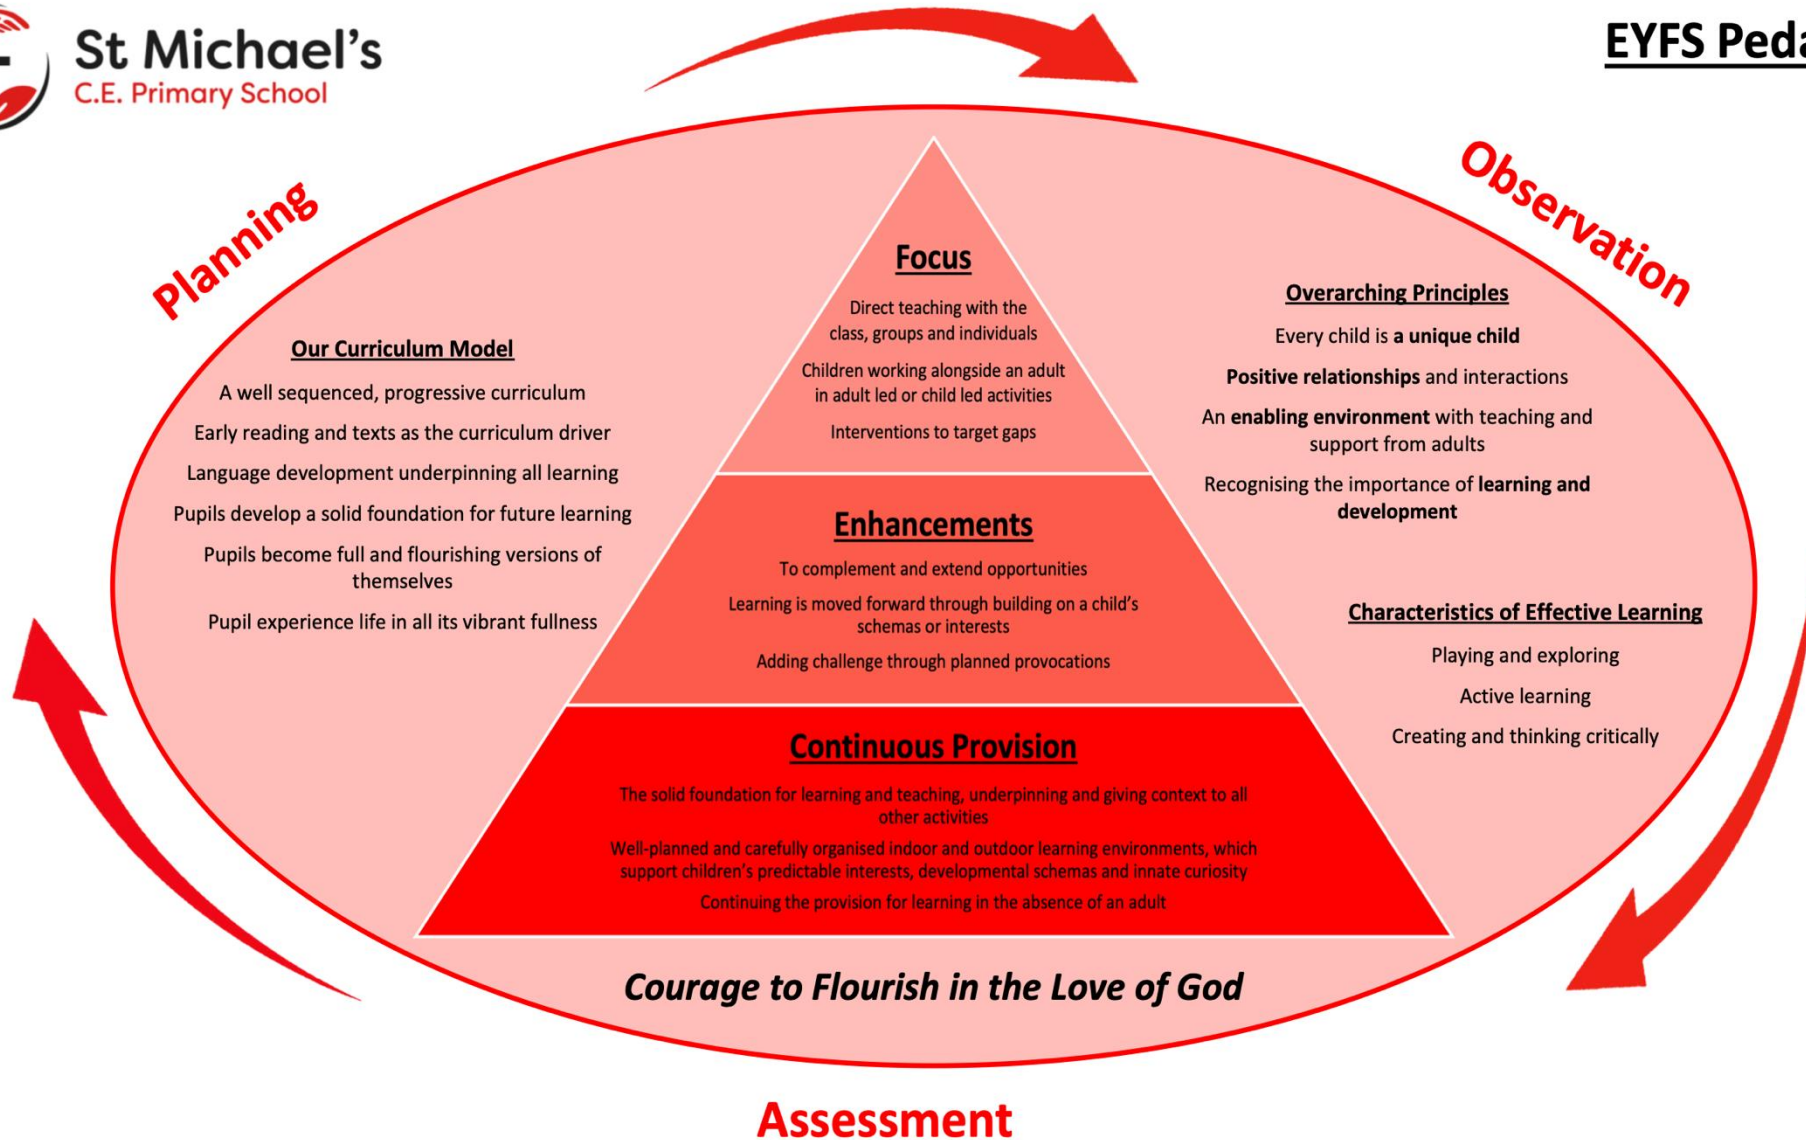 St Michael's
C.E. Primary School
EYFS
Planning
Observation
Focus
Direct teaching with the
class, groups and individuals
Children working alongside an adult
in adult led or child led activities
Interventions to target gaps
Our Curriculum Model
A well sequenced, progressive curriculum
Early reading and texts as the curriculum driver
Language development underpinning all learning
Pupils develop a solid foundation for future learning
Pupils become full and flourishing versions of
themselves
Pupil experience life in all its vibrant fullness
Overarching Principles
Every child is a unique child
Positive relationships and interactions
An enabling environment with teaching and
support from adults
Recognising the importance of learning and
development
Enhancements
To complement and extend opportunities
Learning is moved forward through building on a child's
schemas or interests
Adding challenge through planned provocations
Characteristics of Effective Learning
Playing and exploring
Active learning
Creating and thinking critically
Continuous Provision
The solid foundation for learning and teaching, underpinning and giving context to all
other activities
Well-planned and carefully organised indoor and outdoor learning environments, which
support children's predictable interests, developmental schemas and innate curiosity
Continuing the provision for learning in the absence of an adult
Courage to Flourish in the Love of God
Assessment